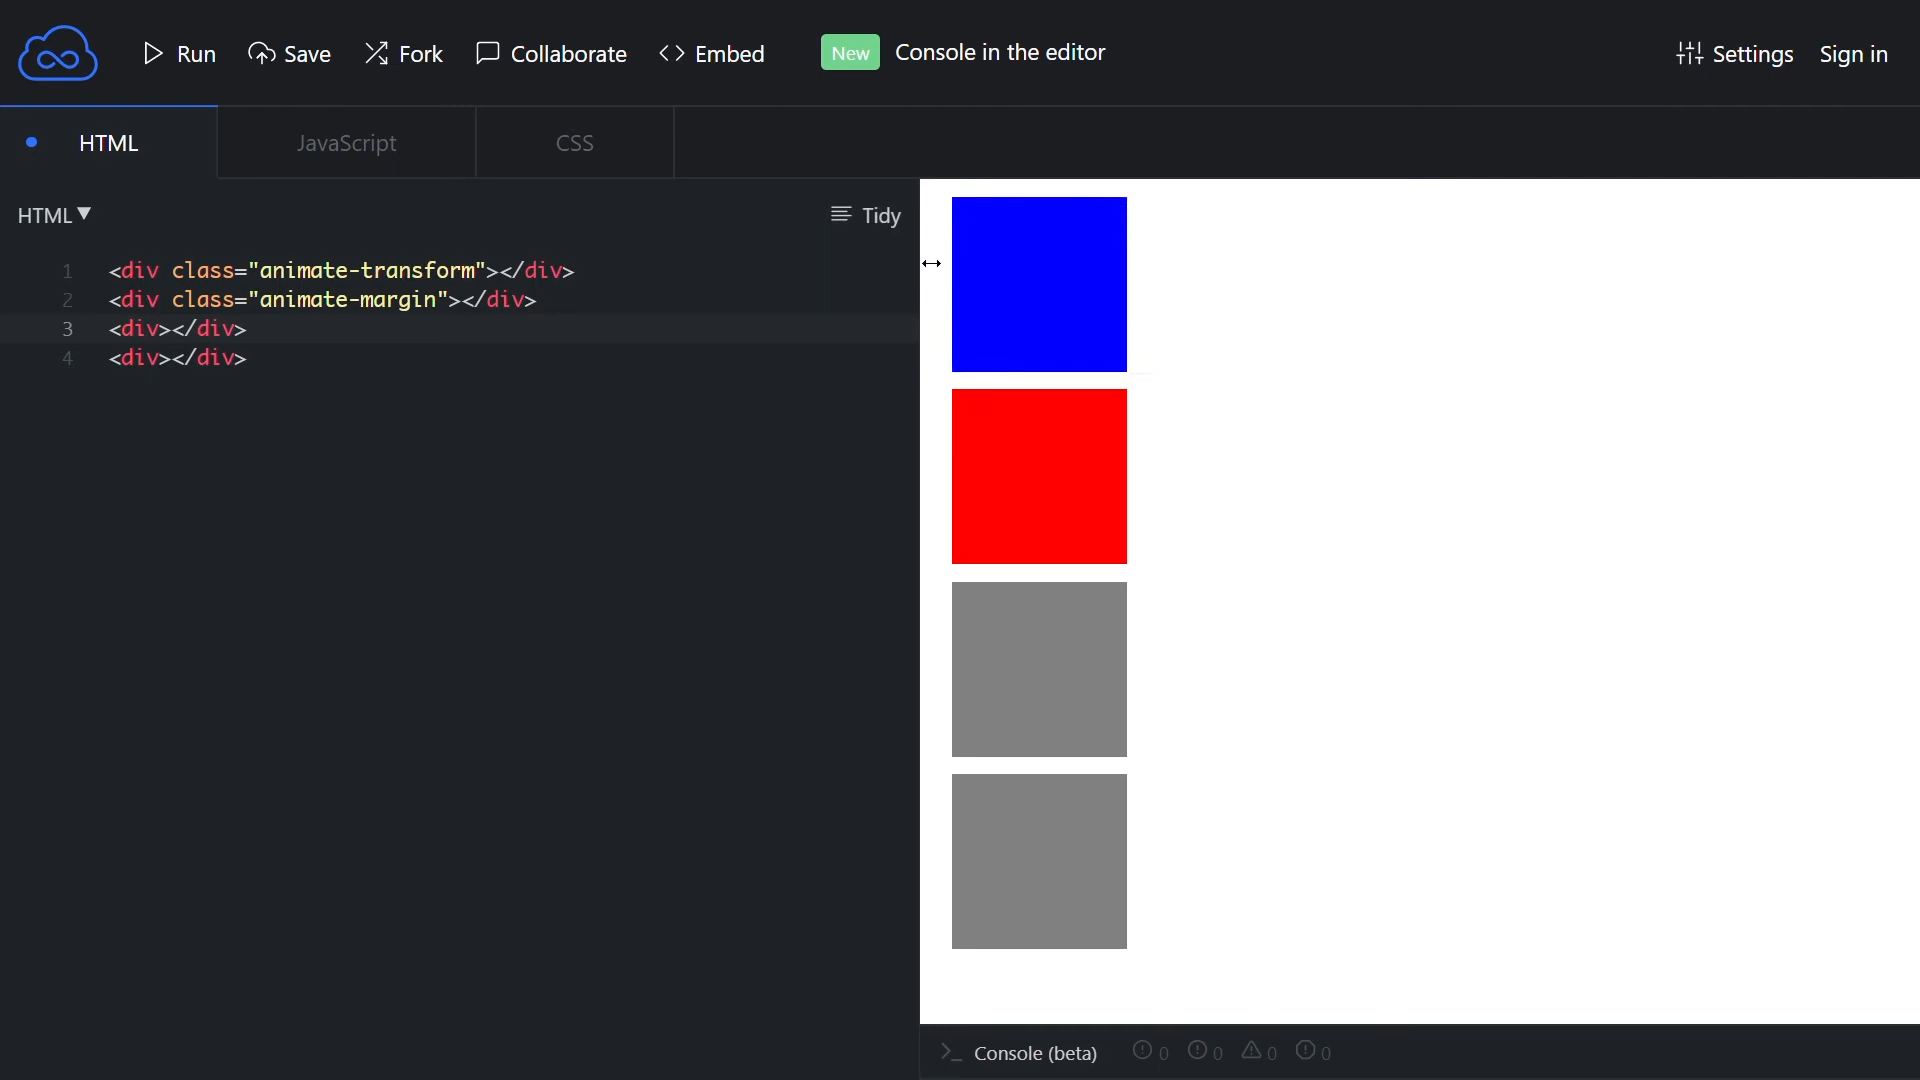 Run Save Fork Collaborate Embed New Console in the editor Settings Sign in
HTML JavaScript CSS
HTML Tidy
1 <div class="animate-transform"></div>
2 <div class="animate-margin"></div>
3 <div></div>
4 <div></div>
Console (beta) 0 0 0 0